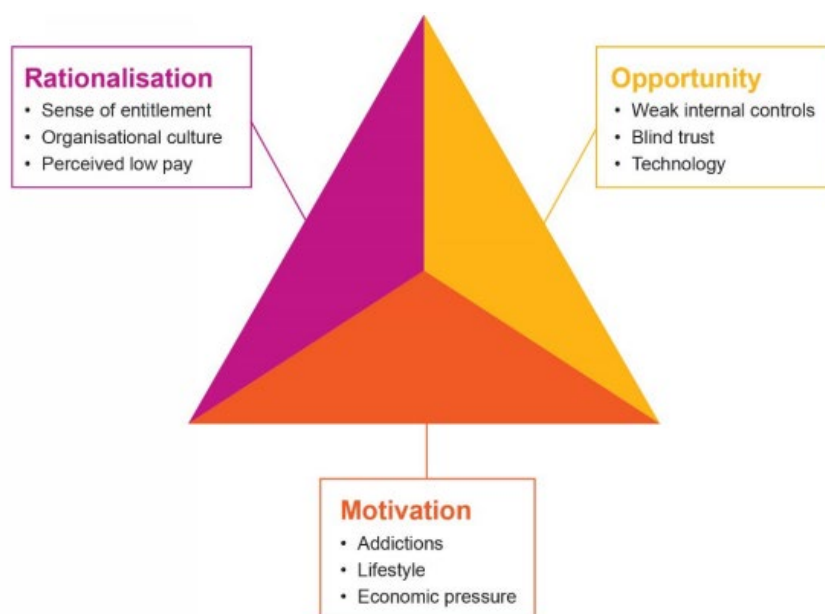 Rationalisation
• Sense of entitlement
• Organisational culture
• Perceived low pay
Opportunity
• Weak internal controls
• Blind trust
• Technology
Motivation
• Addictions
• Lifestyle
• Economic pressure